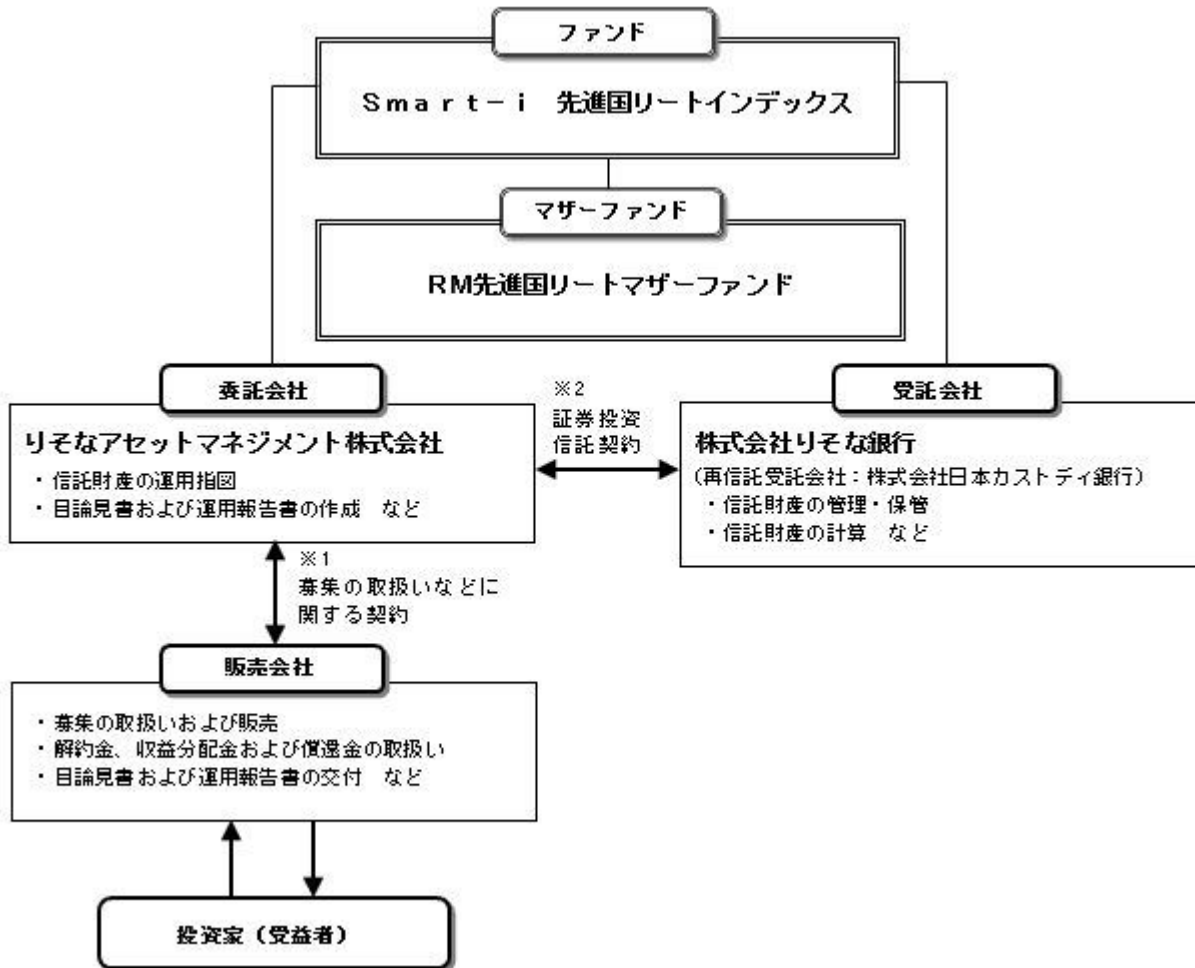 ファンド
Ｓｍａｒｔ－ｉ　先進国リートインデックス
マザーファンド
ＲＭ先進国リートマザーファンド
委託会社
りそなアセットマネジメント株式会社
・信託財産の運用指図
・目論見書および運用報告書の作成　など
※2
証券投資
信託契約
受託会社
株式会社りそな銀行
(再信託受託会社：株式会社日本カストディ銀行)
・信託財産の管理・保管
・信託財産の計算　など
※1
募集の取扱いなどに
関する契約
販売会社
・募集の取扱いおよび販売
・解約金、収益分配金および償還金の取扱い
・目論見書および運用報告書の交付　など
投資家（受益者）